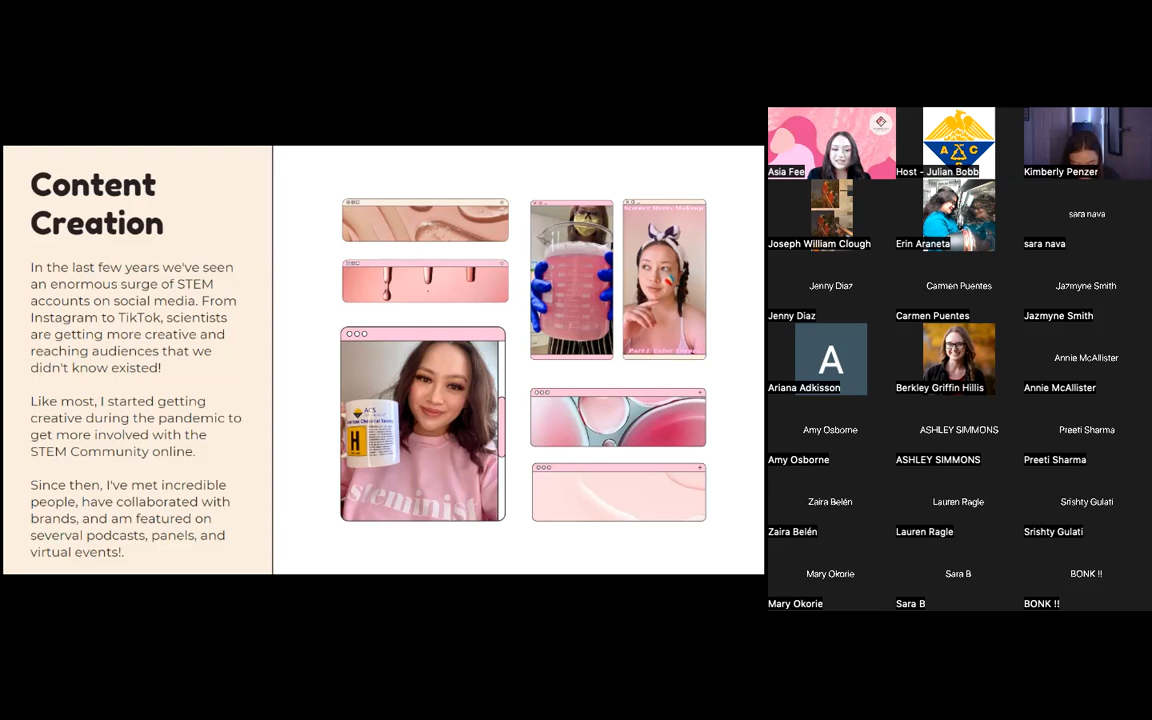 Content
Creation
In the last few years we've seen
an enormous surge of STEM
accounts on social media. From
Instagram to TikTok, scientists
are getting more creative and
reaching audiences that we
didn't know existed!
Like most, I started getting
creative during the pandemic to
get more involved with the
STEM Community online.
Since then, I've met incredible
people, have collaborated with
brands, and am featured on
severval podcasts, panels, and
virtual events!.
Science Meets Makeup
ACS
H
steminist
A C S
Asia Fee
Host - Julian Bobb
Kimberly Penzer
Joseph William Clough
Erin Araneta
sara nava
sara nava
Jenny Diaz
Carmen Puentes
Jazmyne Smith
Jenny Diaz
Carmen Puentes
Jazmyne Smith
A
Annie McAllister
Ariana Adkisson
Berkley Griffin Hillis
Annie McAllister
Amy Osborne
ASHLEY SIMMONS
Preeti Sharma
Amy Osborne
ASHLEY SIMMONS
Preeti Sharma
Zaira Belén
Lauren Ragle
Srishty Gulati
Zaira Belén
Lauren Ragle
Srishty Gulati
Mary Okorie
Sara B
BONK !!
Mary Okorie
Sara B
BONK !!